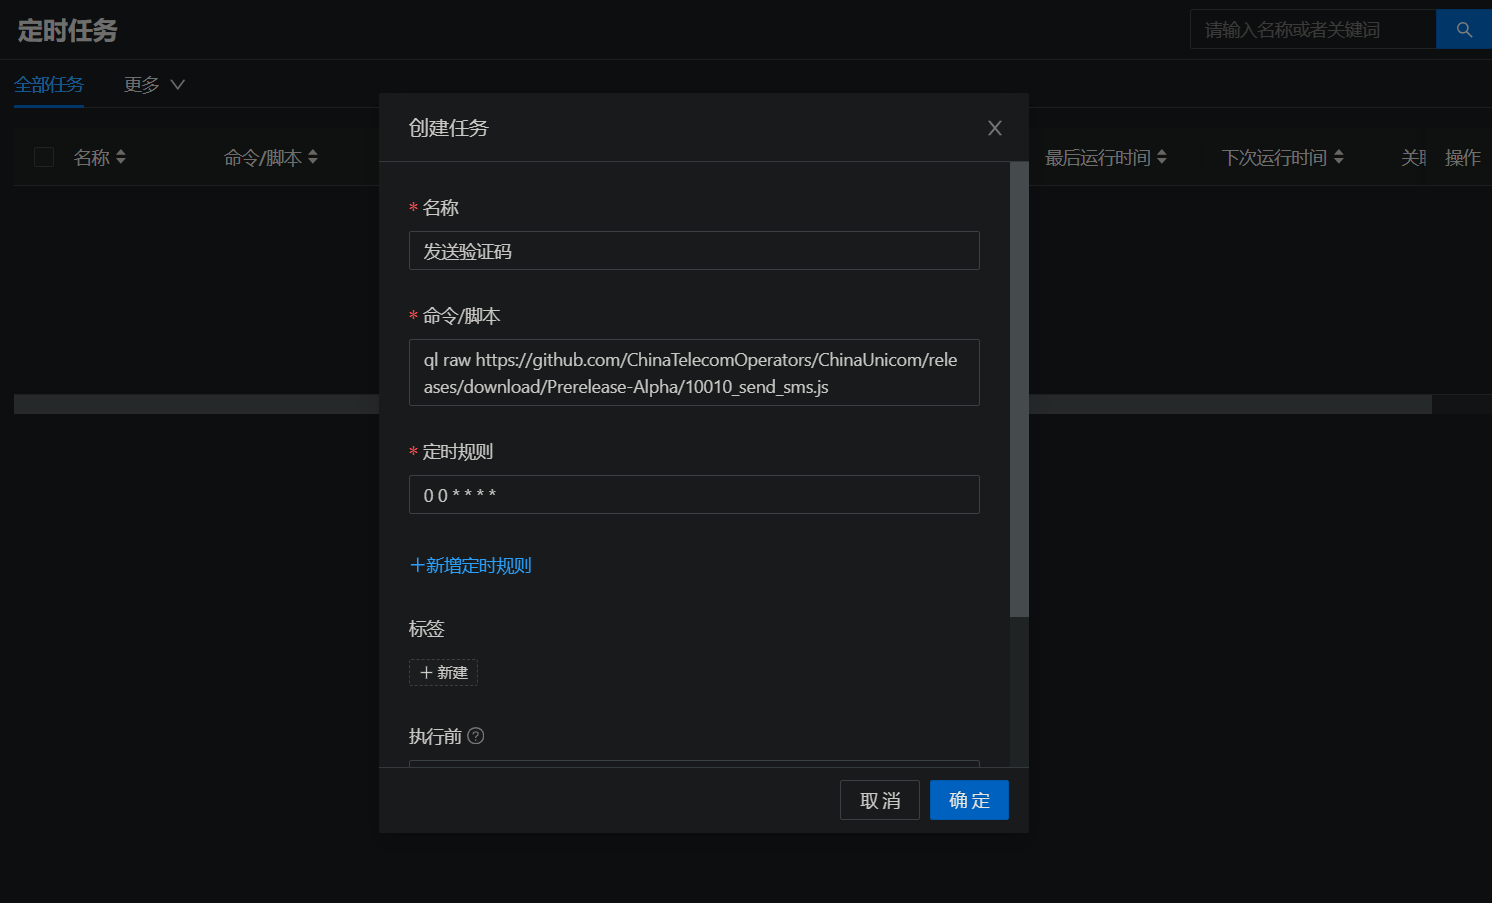 定时任务
请输入名称或者关键词
全部任务
更多
名称
命令/脚本
最后运行时间
下次运行时间
操作
创建任务
* 名称
发送验证码
* 命令/脚本
ql raw https://github.com/ChinaTelecomOperators/ChinaUnicom/rele
ases/download/Prerelease-Alpha/10010_send_sms.js
* 定时规则
0 0 * * * *
+新增定时规则
标签
+ 新建
执行前
取 消
确 定